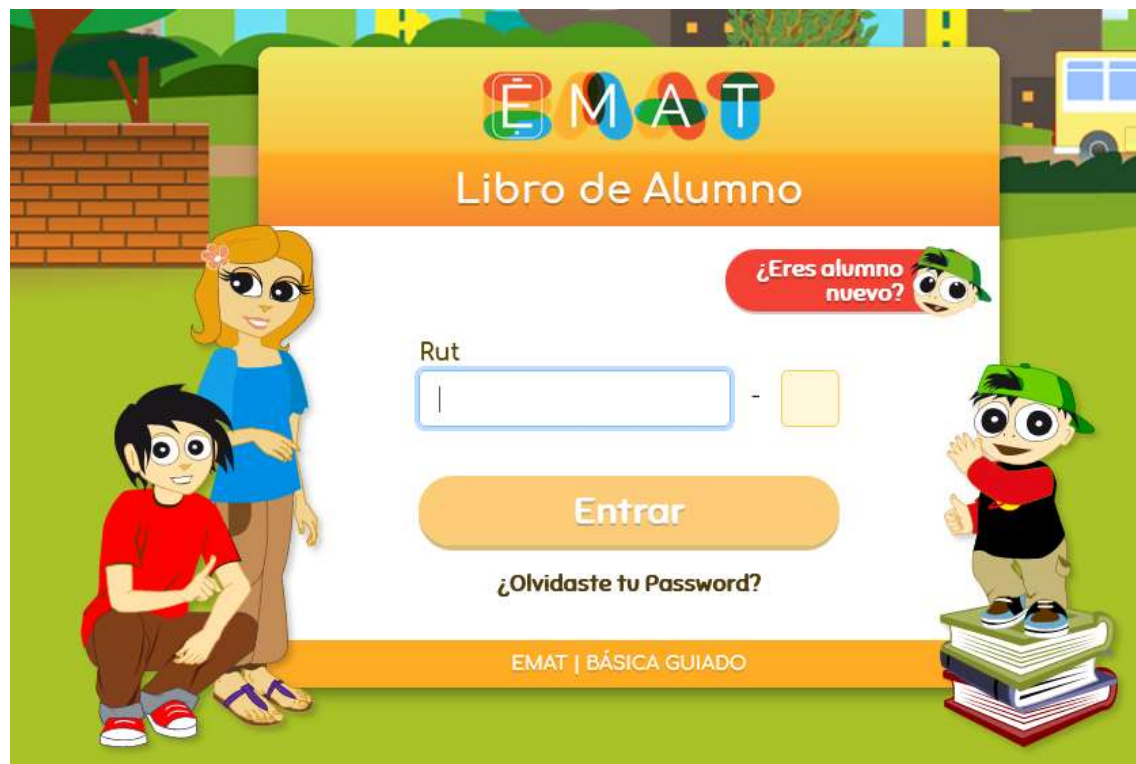 EMAT
Libro de Alumno
¿Eres alumno
nuevo?
Rut
-
Entrar
¿Olvidaste tu Password?
EMAT | BÁSICA GUIADO